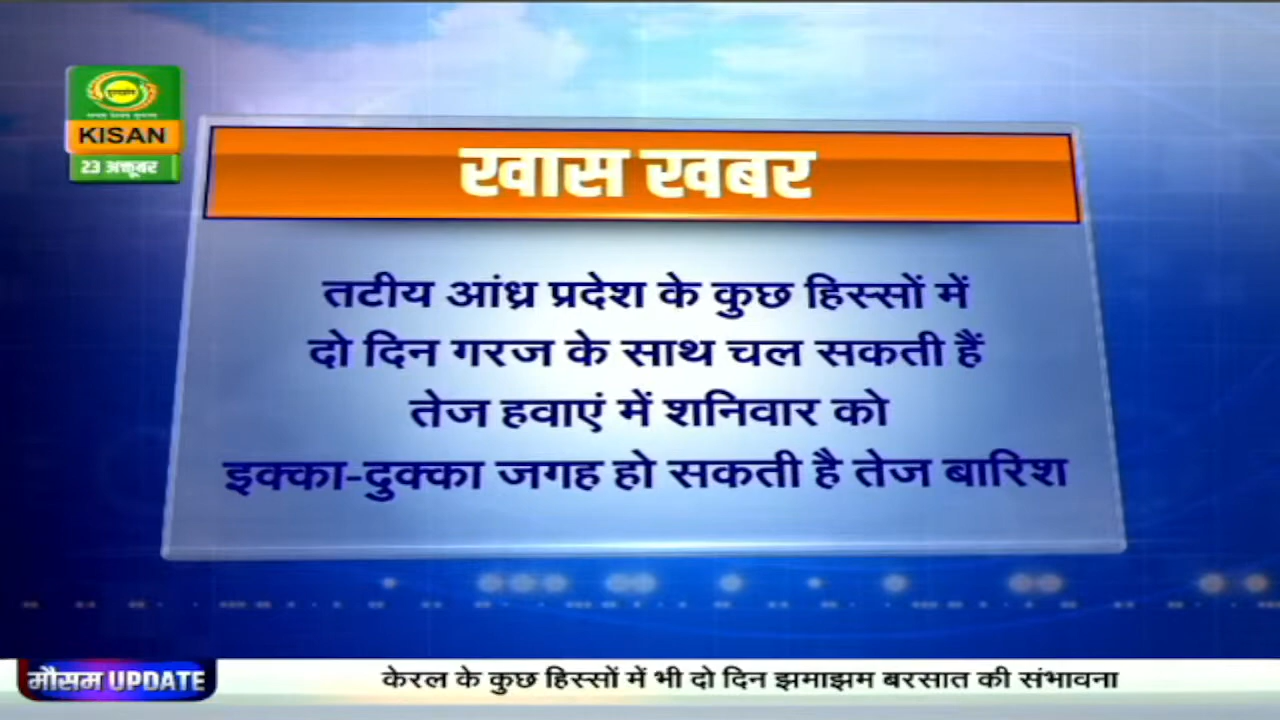 KISAN
23 अक्तूबर
खास खबर
तटीय आंध्र प्रदेश के कुछ हिस्सों में
दो दिन गरज के साथ चल सकती हैं
तेज हवाएं में शनिवार को
इक्का-दुक्का जगह हो सकती है तेज बारिश
मौसम UPDATE
केरल के कुछ हिस्सों में भी दो दिन झमाझम बरसात की संभावना